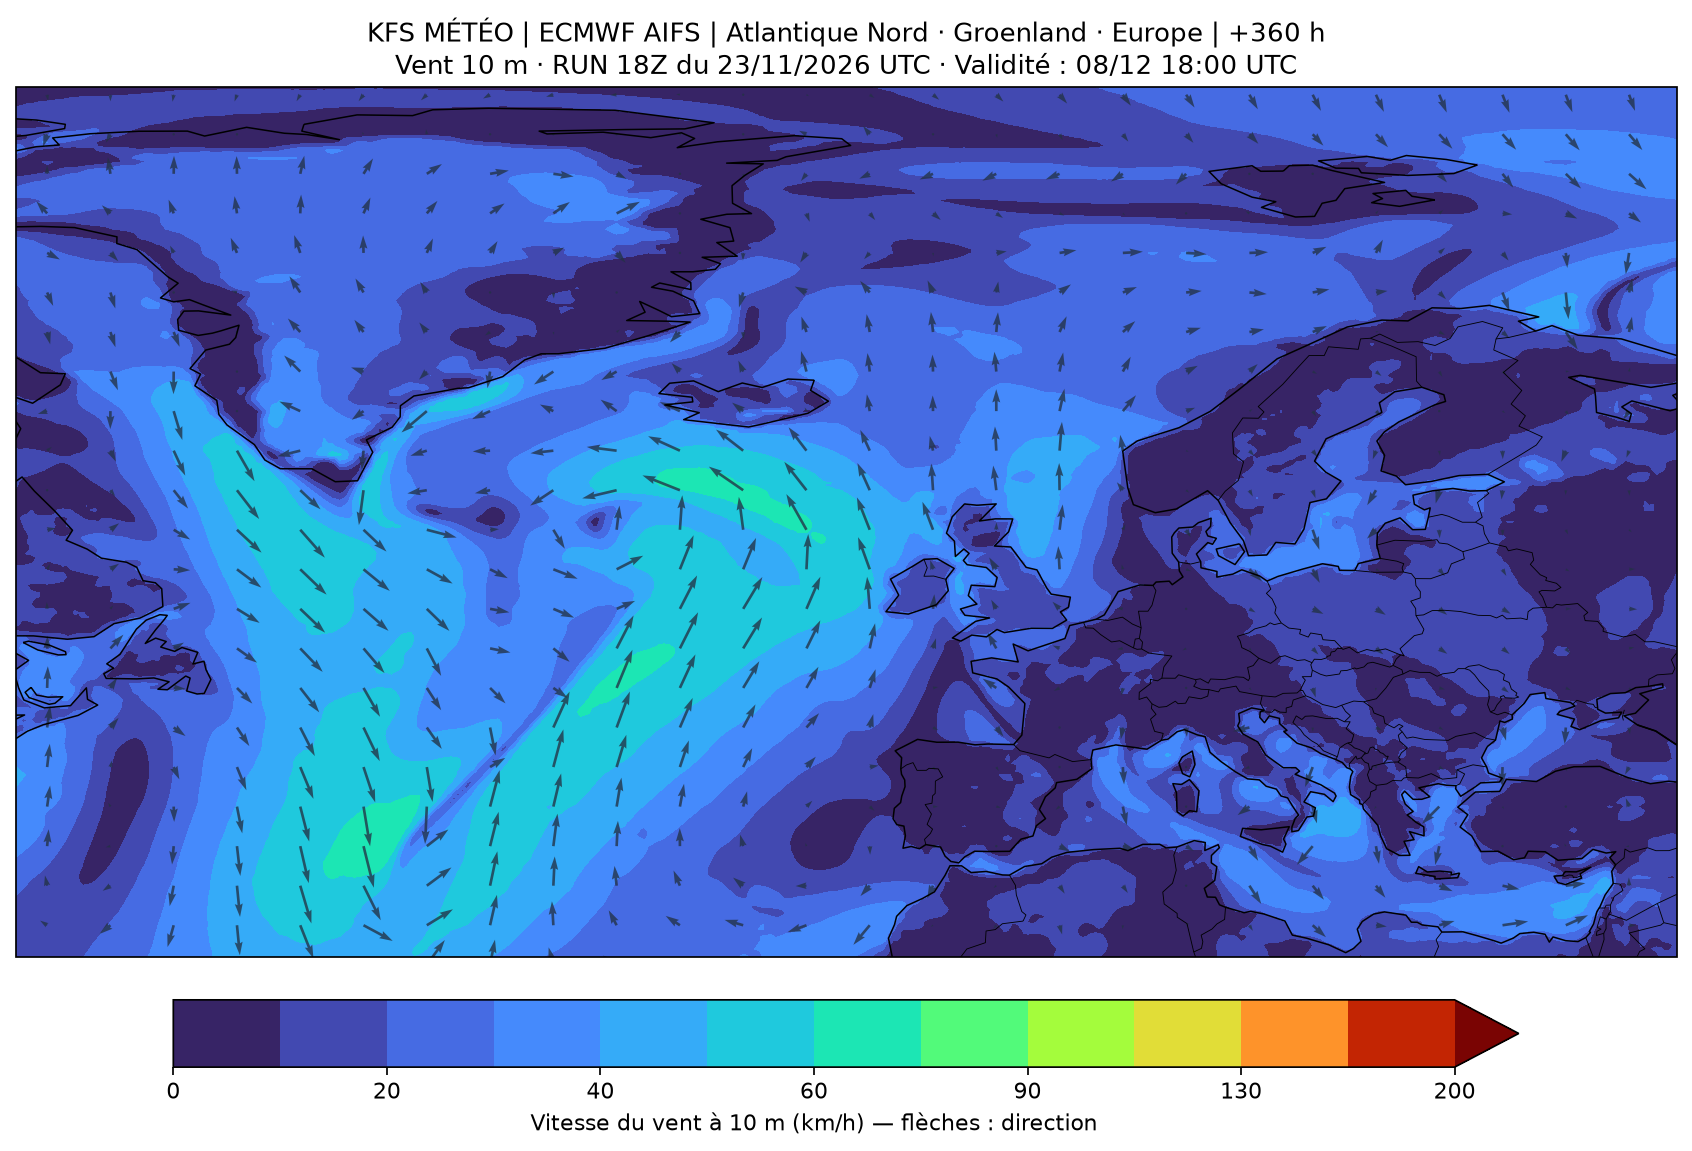 KFS MÉTÉO | ECMWF AIFS | Atlantique Nord · Groenland · Europe | +360 h
Vent 10 m · RUN 18Z du 23/11/2026 UTC · Validité : 08/12 18:00 UTC
0 20 40 60 90 130 200
Vitesse du vent à 10 m (km/h) — flèches : direction